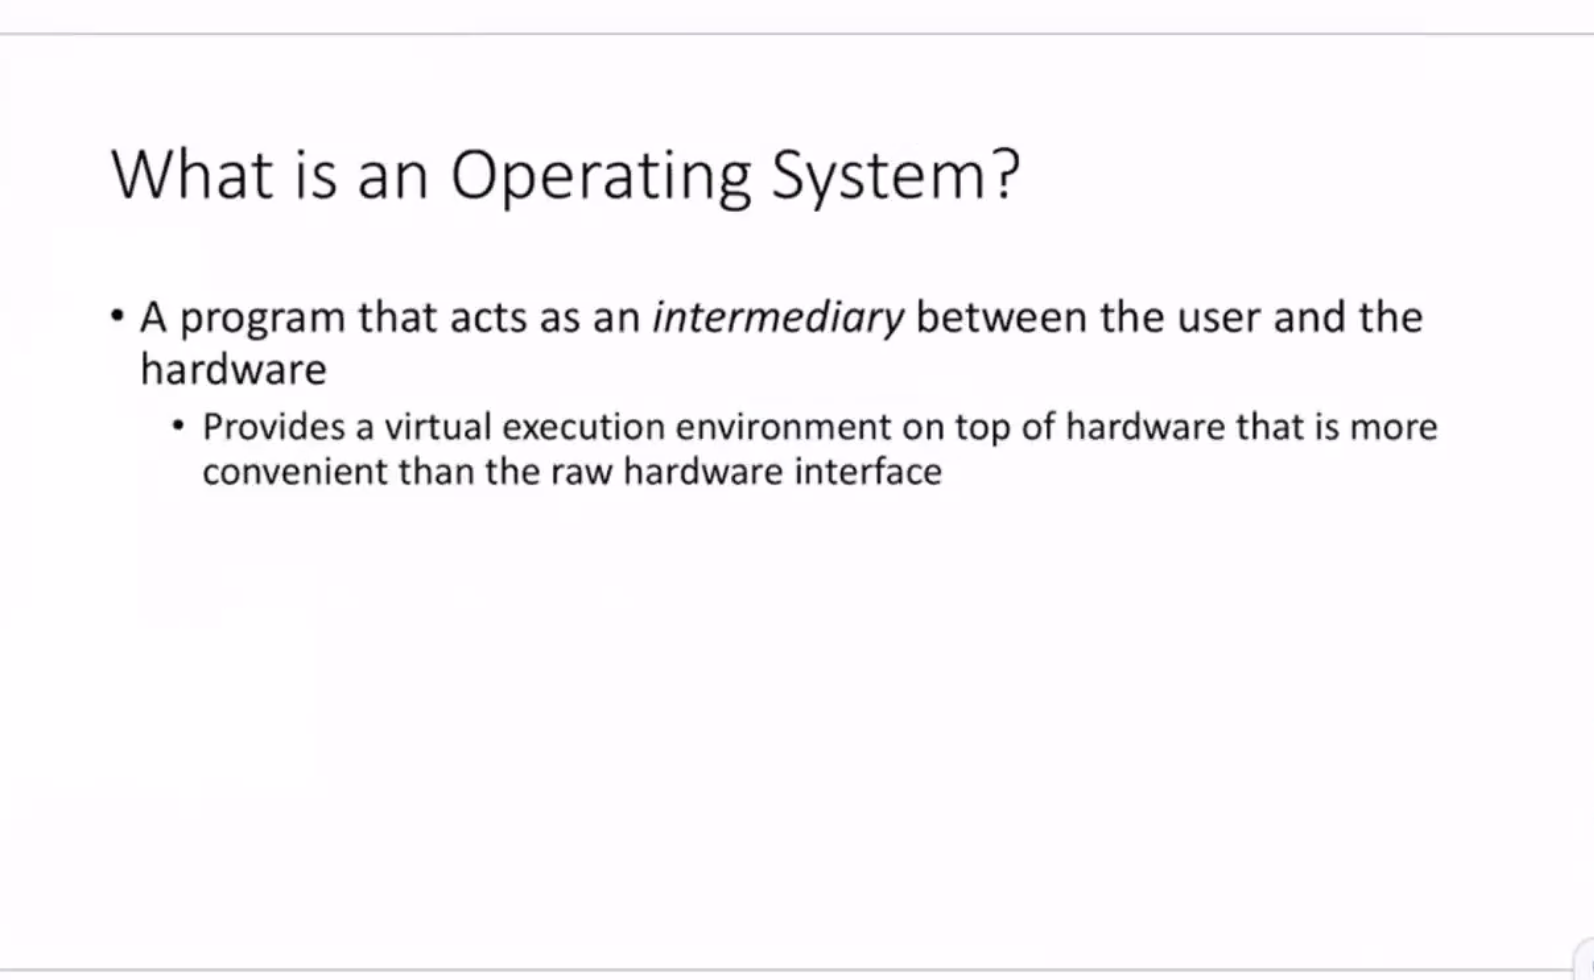 What is an Operating System?
• A program that acts as an intermediary between the user and the
hardware
• Provides a virtual execution environment on top of hardware that is more
convenient than the raw hardware interface